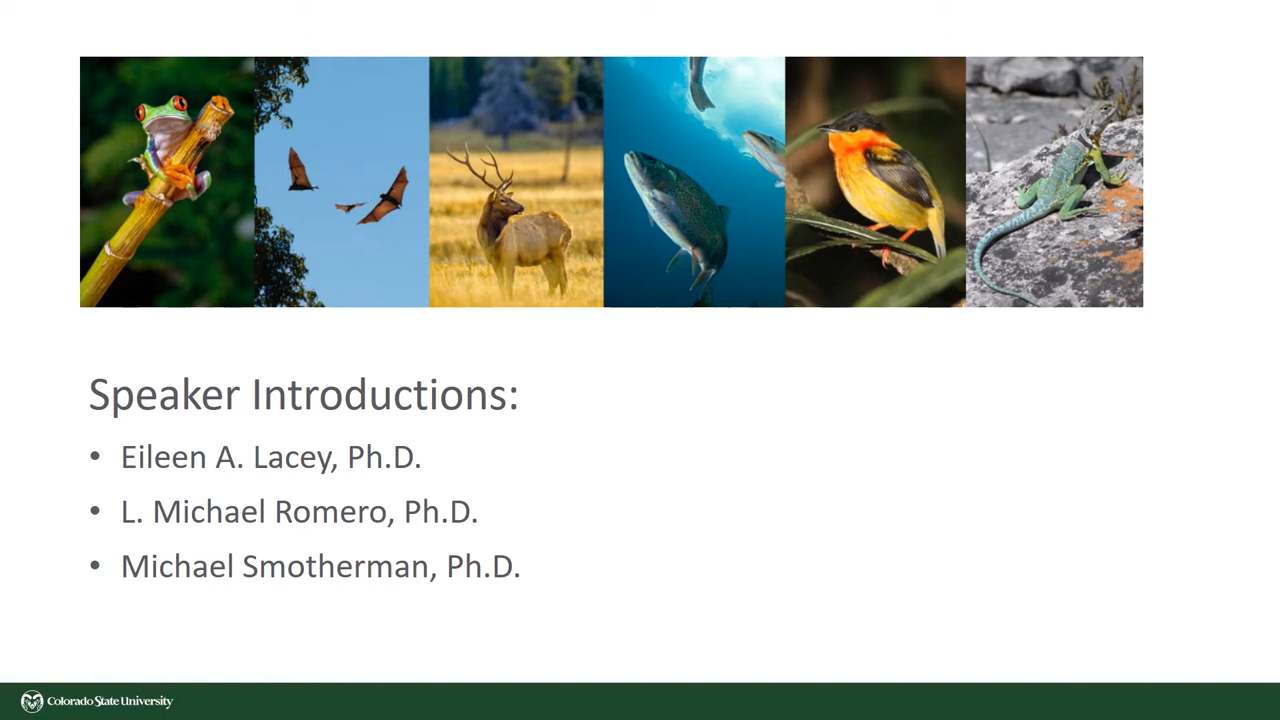 Speaker Introductions:
• Eileen A. Lacey, Ph.D.
• L. Michael Romero, Ph.D.
• Michael Smotherman, Ph.D.
Colorado State University